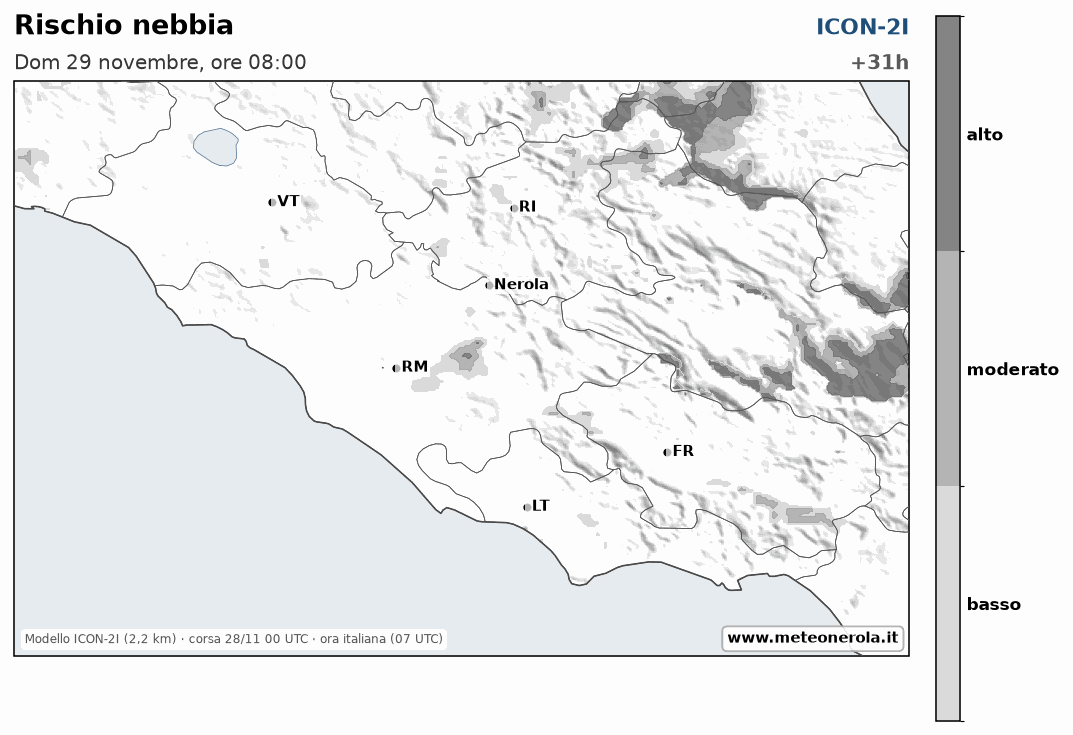 Rischio nebbia
ICON-2I
Dom 29 novembre, ore 08:00
+31h
alto
VT
RI
Nerola
RM
moderato
FR
LT
basso
Modello ICON-2I (2,2 km) · corsa 28/11 00 UTC · ora italiana (07 UTC)
www.meteonerola.it